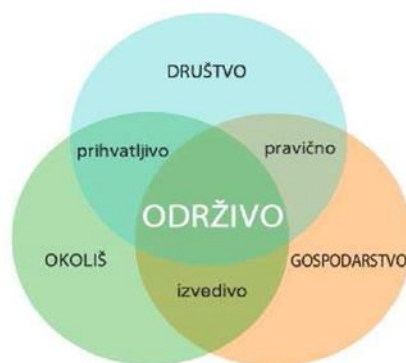 DRUŠTVO
prihvatljivo
pravično
ODRŽIVO
OKOLIŠ
GOSPODARSTVO
izvedivo